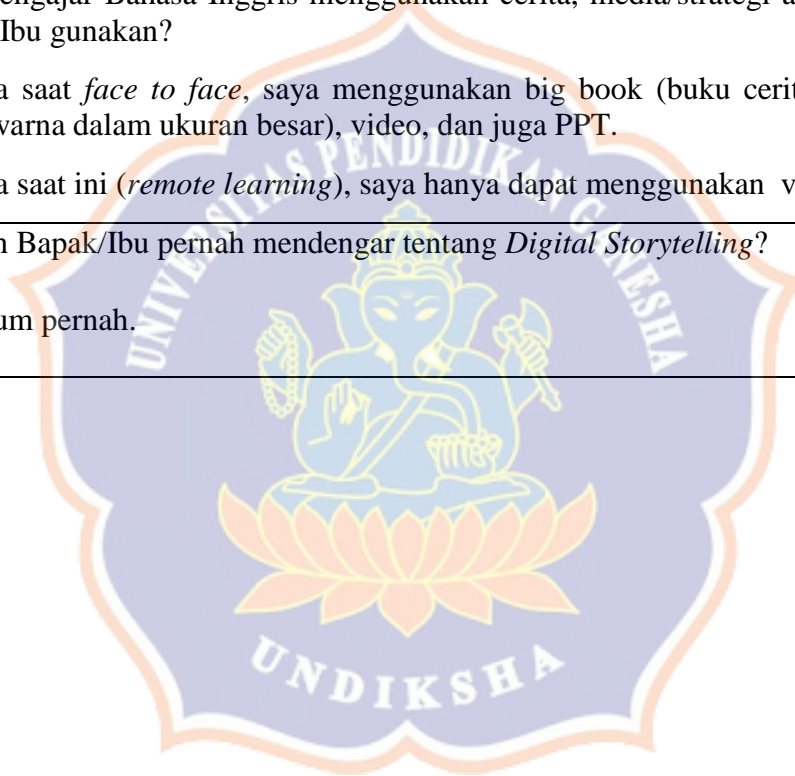 engajar Bahasa Inggris menggunakan cerita, media/strategi a
Ibu gunakan?
a saat face to face, saya menggunakan big book (buku cerit
warna dalam ukuran besar), video, dan juga PPT.
a saat ini (remote learning), saya hanya dapat menggunakan v
n Bapak/Ibu pernah mendengar tentang Digital Storytelling?
um pernah.
UNIVERSITAS PENDIDIKAN GANESHA
UNDIKSHA